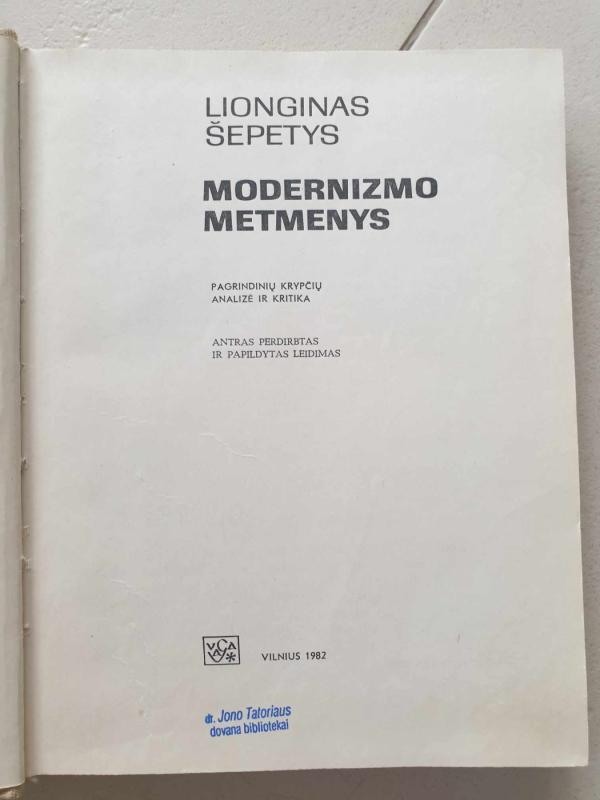 LIONGINAS
ŠEPETYS
MODERNIZMO
METMENYS
PAGRINDINIŲ KRYPČIŲ
ANALIZĖ IR KRITIKA
ANTRAS PERDIRBTAS
IR PAPILDYTAS LEIDIMAS
VAGA
VILNIUS 1982
dr. Jono Tatoriaus
dovana bibliotekai